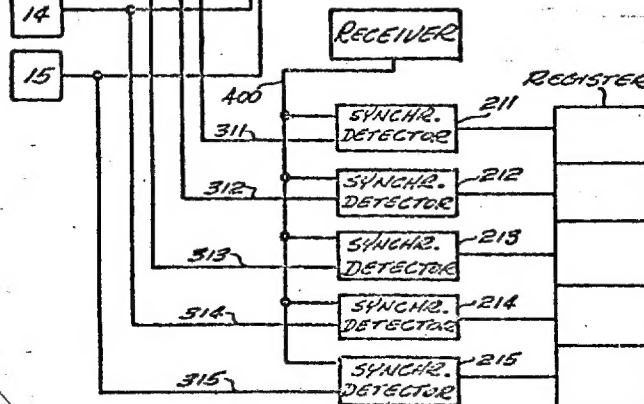 14
RECEIVER
15
REGISTER
400
SYNCHR.
DETECTOR
211
311
SYNCHR.
DETECTOR
212
312
SYNCHR.
DETECTOR
213
313
SYNCHR.
DETECTOR
214
314
SYNCHR.
DETECTOR
215
315